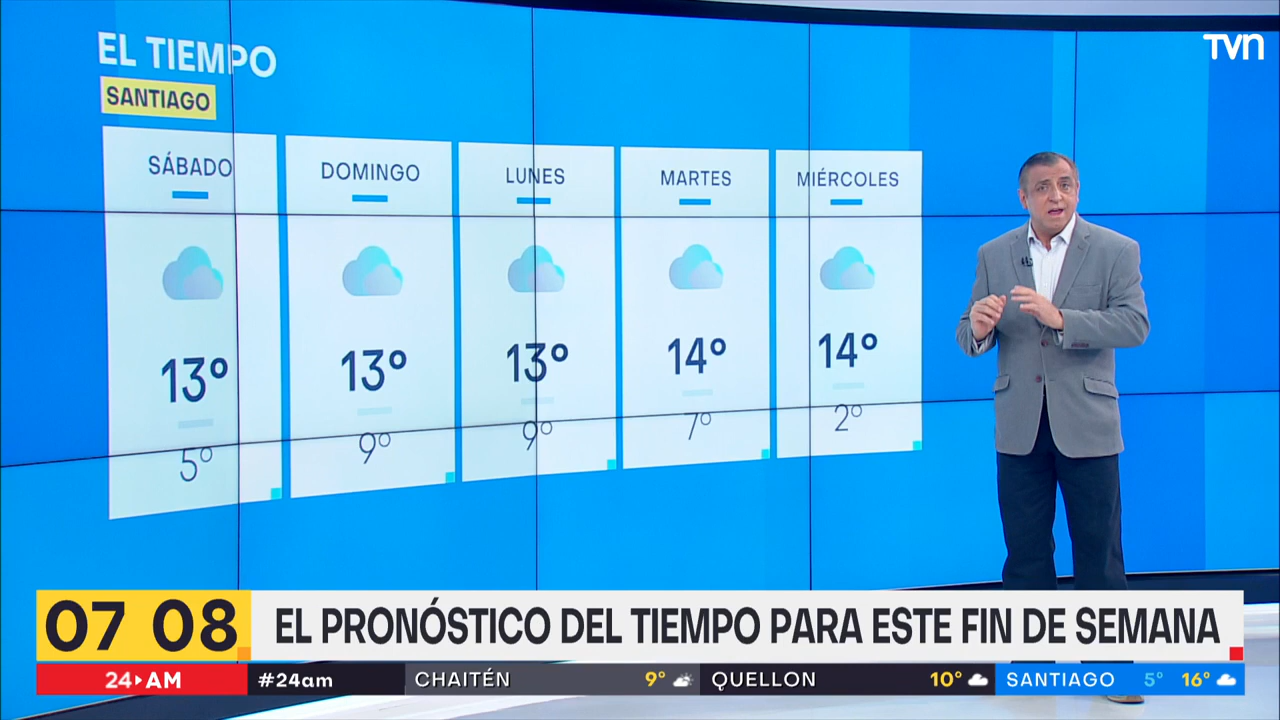 TVN
EL TIEMPO
SANTIAGO
SÁBADO
DOMINGO
LUNES
MARTES
MIÉRCOLES
13°
13°
13°
14°
14°
5°
9°
9°
7°
2°
07 08
EL PRONÓSTICO DEL TIEMPO PARA ESTE FIN DE SEMANA
24 AM
#24am
CHAITÉN 9°
QUELLON 10°
SANTIAGO 5° 16°